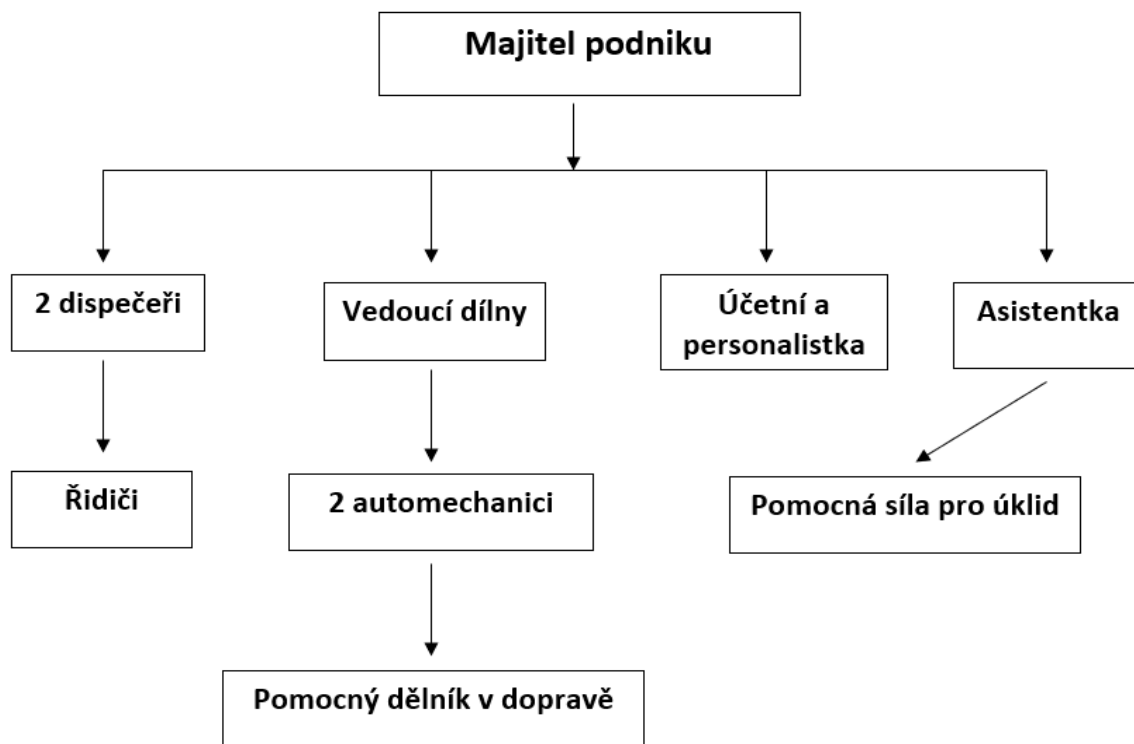 Majitel podniku
2 dispečeři
Vedoucí dílny
Účetní a
personalistka
Asistentka
Řidiči
2 automechanici
Pomocná síla pro úklid
Pomocný dělník v dopravě